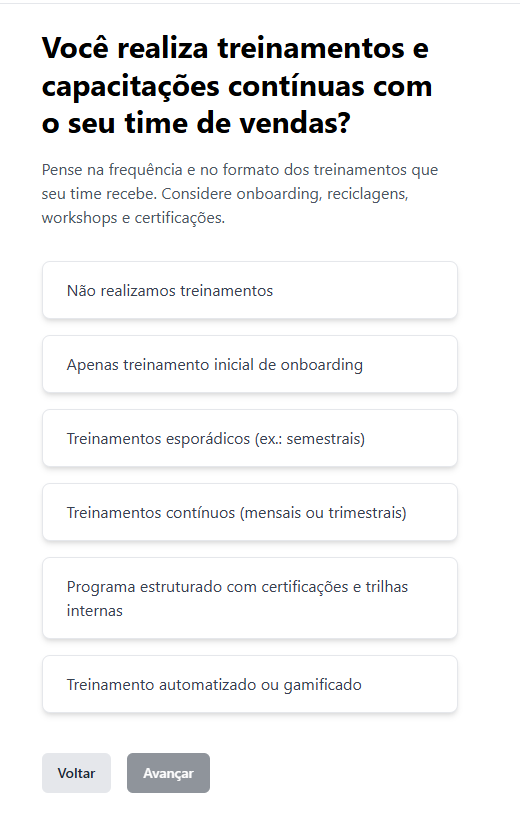 Você realiza treinamentos e
capacitações contínuas com
o seu time de vendas?
Pense na frequência e no formato dos treinamentos que
seu time recebe. Considere onboarding, reciclagens,
workshops e certificações.
Não realizamos treinamentos
Apenas treinamento inicial de onboarding
Treinamentos esporádicos (ex.: semestrais)
Treinamentos contínuos (mensais ou trimestrais)
Programa estruturado com certificações e trilhas
internas
Treinamento automatizado ou gamificado
Voltar
Avançar